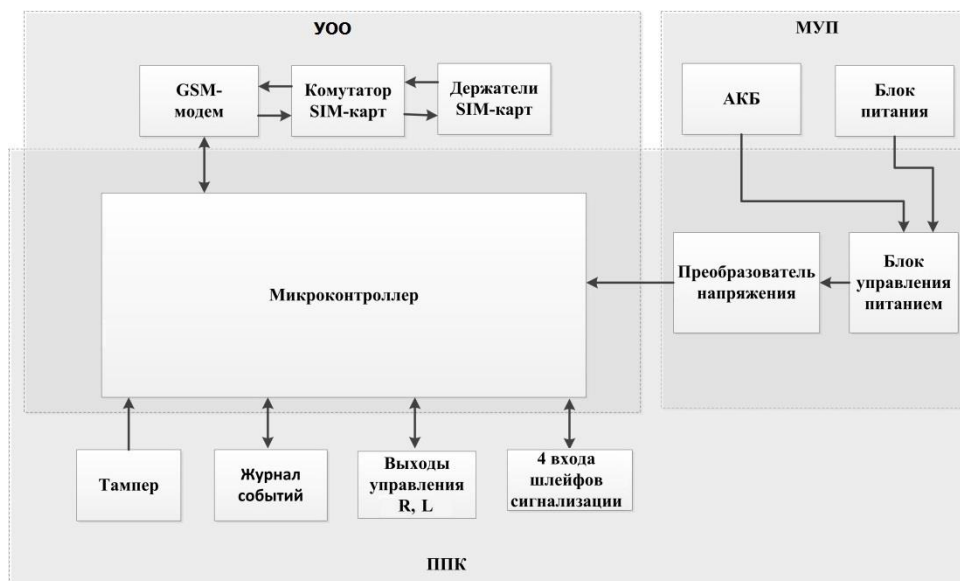 УОО
МУП
GSM-
модем
Комутатор
SIM-карт
Держатели
SIM-карт
АКБ
Блок
питания
Микроконтроллер
Преобразователь
напряжения
Блок
управления
питанием
Тампер
Журнал
событий
Выходы
управления
R, L
4 входа
шлейфов
сигнализации
ППК